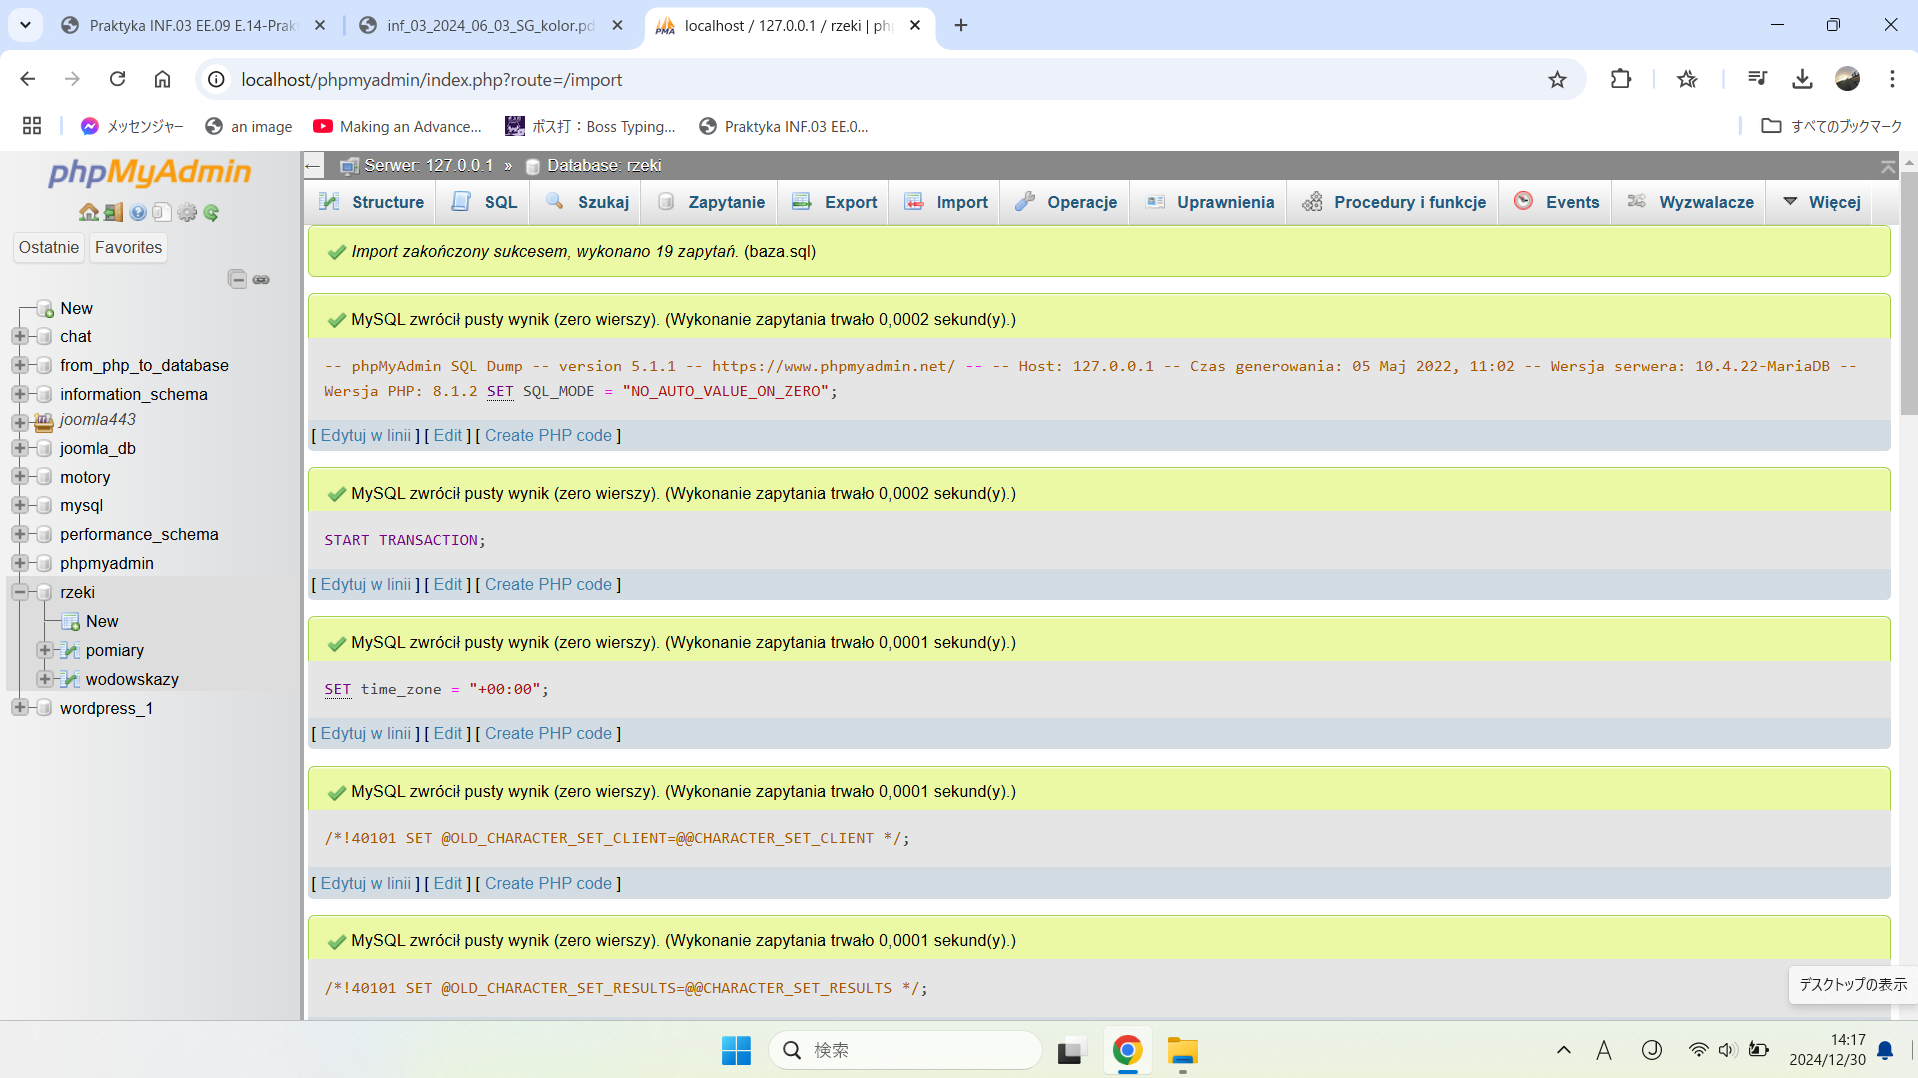 Praktyka INF.03 EE.09 E.14-Prakt
inf_03_2024_06_03_SG_kolor.pd
localhost / 127.0.0.1 / rzeki | ph
localhost/phpmyadmin/index.php?route=/import
メッセンジャー
an image
Making an Advance...
ボス打：Boss Typing...
Praktyka INF.03 EE.0...
すべてのブックマーク
phpMyAdmin
Ostatnie
Favorites
New
chat
from_php_to_database
information_schema
joomla443
joomla_db
motory
mysql
performance_schema
phpmyadmin
rzeki
New
pomiary
wodowskazy
wordpress_1
Serwer: 127.0.0.1 » Database: rzeki
Structure
SQL
Szukaj
Zapytanie
Export
Import
Operacje
Uprawnienia
Procedury i funkcje
Events
Wyzwalacze
Więcej
Import zakończony sukcesem, wykonano 19 zapytań. (baza.sql)
MySQL zwrócił pusty wynik (zero wierszy). (Wykonanie zapytania trwało 0,0002 sekund(y).)
-- phpMyAdmin SQL Dump -- version 5.1.1 -- https://www.phpmyadmin.net/ -- -- Host: 127.0.0.1 -- Czas generowania: 05 Maj 2022, 11:02 -- Wersja serwera: 10.4.22-MariaDB --
Wersja PHP: 8.1.2 SET SQL_MODE = "NO_AUTO_VALUE_ON_ZERO";
[ Edytuj w linii ] [ Edit ] [ Create PHP code ]
MySQL zwrócił pusty wynik (zero wierszy). (Wykonanie zapytania trwało 0,0002 sekund(y).)
START TRANSACTION;
[ Edytuj w linii ] [ Edit ] [ Create PHP code ]
MySQL zwrócił pusty wynik (zero wierszy). (Wykonanie zapytania trwało 0,0001 sekund(y).)
SET time_zone = "+00:00";
[ Edytuj w linii ] [ Edit ] [ Create PHP code ]
MySQL zwrócił pusty wynik (zero wierszy). (Wykonanie zapytania trwało 0,0001 sekund(y).)
/*!40101 SET @OLD_CHARACTER_SET_CLIENT=@@CHARACTER_SET_CLIENT */;
[ Edytuj w linii ] [ Edit ] [ Create PHP code ]
MySQL zwrócił pusty wynik (zero wierszy). (Wykonanie zapytania trwało 0,0001 sekund(y).)
/*!40101 SET @OLD_CHARACTER_SET_RESULTS=@@CHARACTER_SET_RESULTS */;
デスクトップの表示
検索
A
J
14:17
2024/12/30